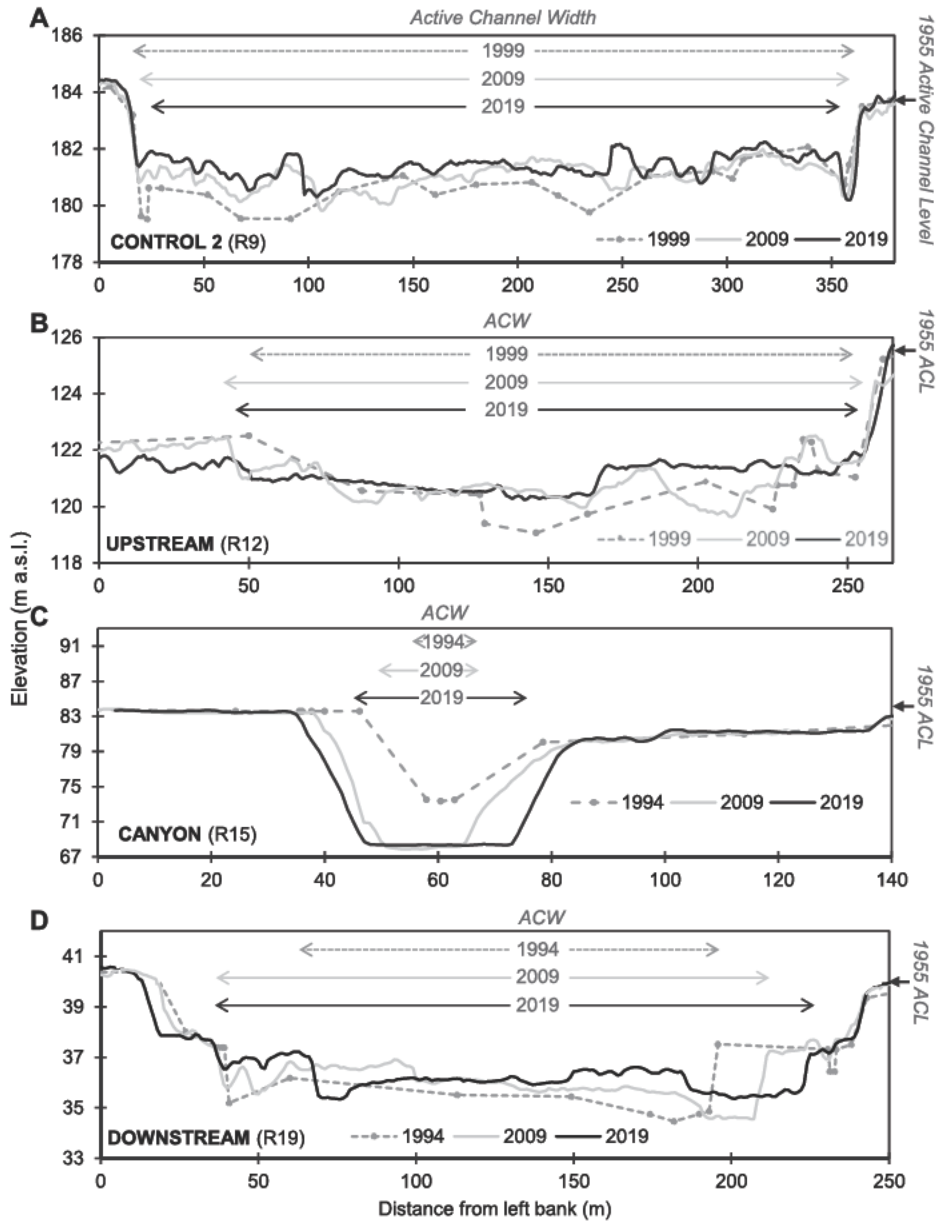 A
Active Channel Width
186
184
182
180
178
1999
2009
2019
CONTROL 2 (R9)
1999 2009 2019
0 50 100 150 200 250 300 350
1955 Active Channel Level
B
ACW
126
124
122
120
118
1999
2009
2019
UPSTREAM (R12)
1999 2009 2019
0 50 100 150 200 250
1955 ACL
Elevation (m a.s.l.)
C
ACW
91
87
83
79
75
71
67
1994
2009
2019
CANYON (R15)
1994 2009 2019
0 20 40 60 80 100 120 140
1955 ACL
D
ACW
41
39
37
35
33
1994
2009
2019
DOWNSTREAM (R19)
1994 2009 2019
0 50 100 150 200 250
1955 ACL
Distance from left bank (m)